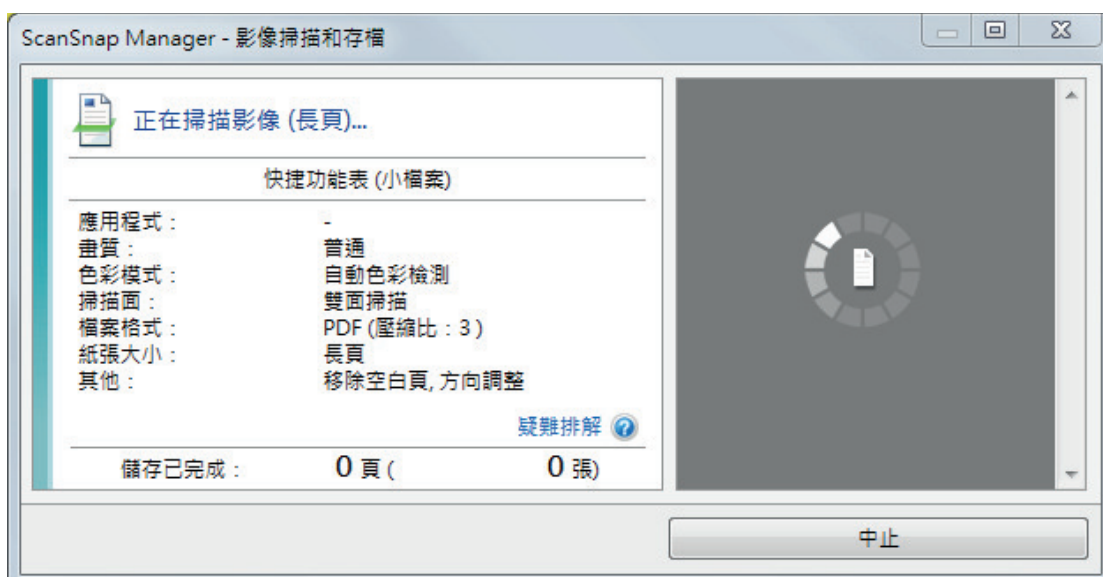 ScanSnap Manager - 影像掃描和存檔
正在掃描影像 (長頁)...
快捷功能表 (小檔案)
應用程式： -
畫質： 普通
色彩模式： 自動色彩檢測
掃描面： 雙面掃描
檔案格式： PDF (壓縮比：3 )
紙張大小： 長頁
其他： 移除空白頁, 方向調整
疑難排解
儲存已完成： 0 頁 ( 0 張)
中止